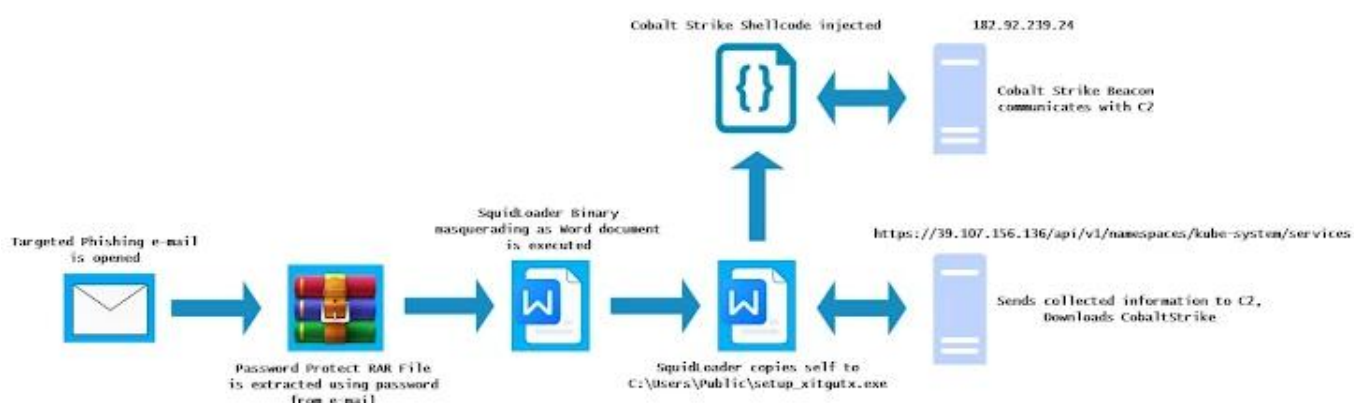 Cobalt Strike Shellcode injected
182.92.239.24
Cobalt Strike Beacon
communicates with C2
Targeted Phishing e-mail
is opened
SquidLoader Binary
masquerading as Word document
is executed
https://39.107.156.136/api/v1/namespaces/kube-system/services
Sends collected information to C2,
Downloads CobaltStrike
Password Protect RAR File
is extracted using password
from e-mail
SquidLoader copies self to
C:\Users\Public\setup_xitgutx.exe